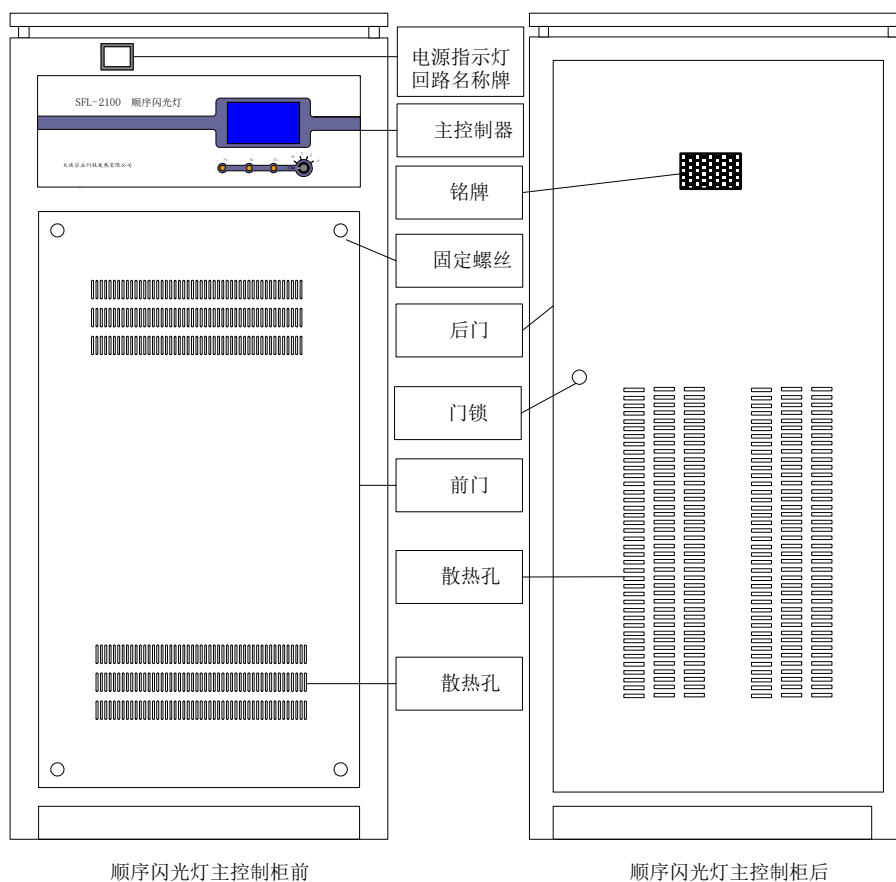 电源指示灯
回路名称牌
SFL-2100 顺序闪光灯
主控制器
铭牌
固定螺丝
后门
门锁
前门
散热孔
散热孔
顺序闪光灯主控制柜前
顺序闪光灯主控制柜后